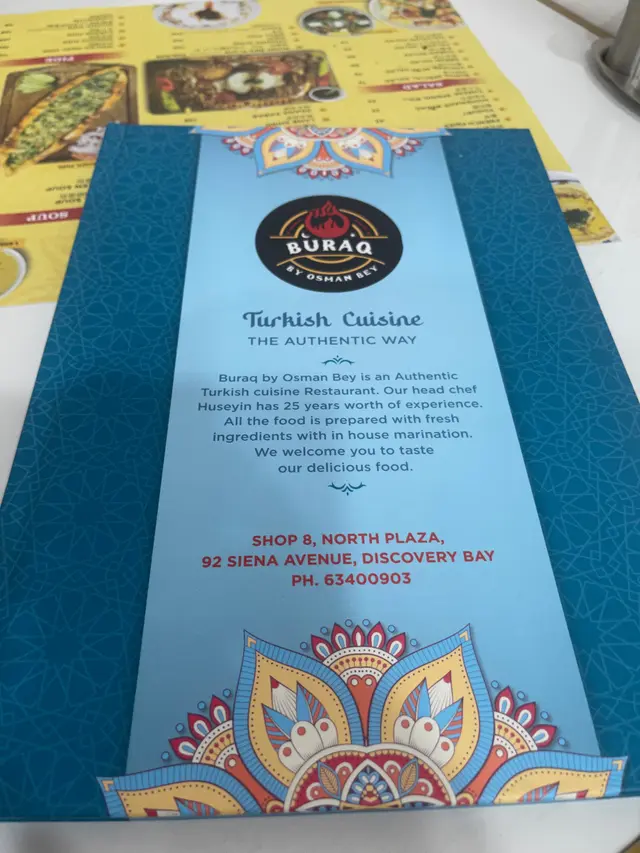 BURAQ
BY OSMAN BEY
Turkish Cuisine
THE AUTHENTIC WAY
Buraq by Osman Bey is an Authentic
Turkish cuisine Restaurant. Our head chef
Huseyin has 25 years worth of experience.
All the food is prepared with fresh
ingredients with in house marination.
We welcome you to taste
our delicious food.
SHOP 8, NORTH PLAZA,
92 SIENA AVENUE, DISCOVERY BAY
PH. 63400903
PIDE
SALAD
SOUP